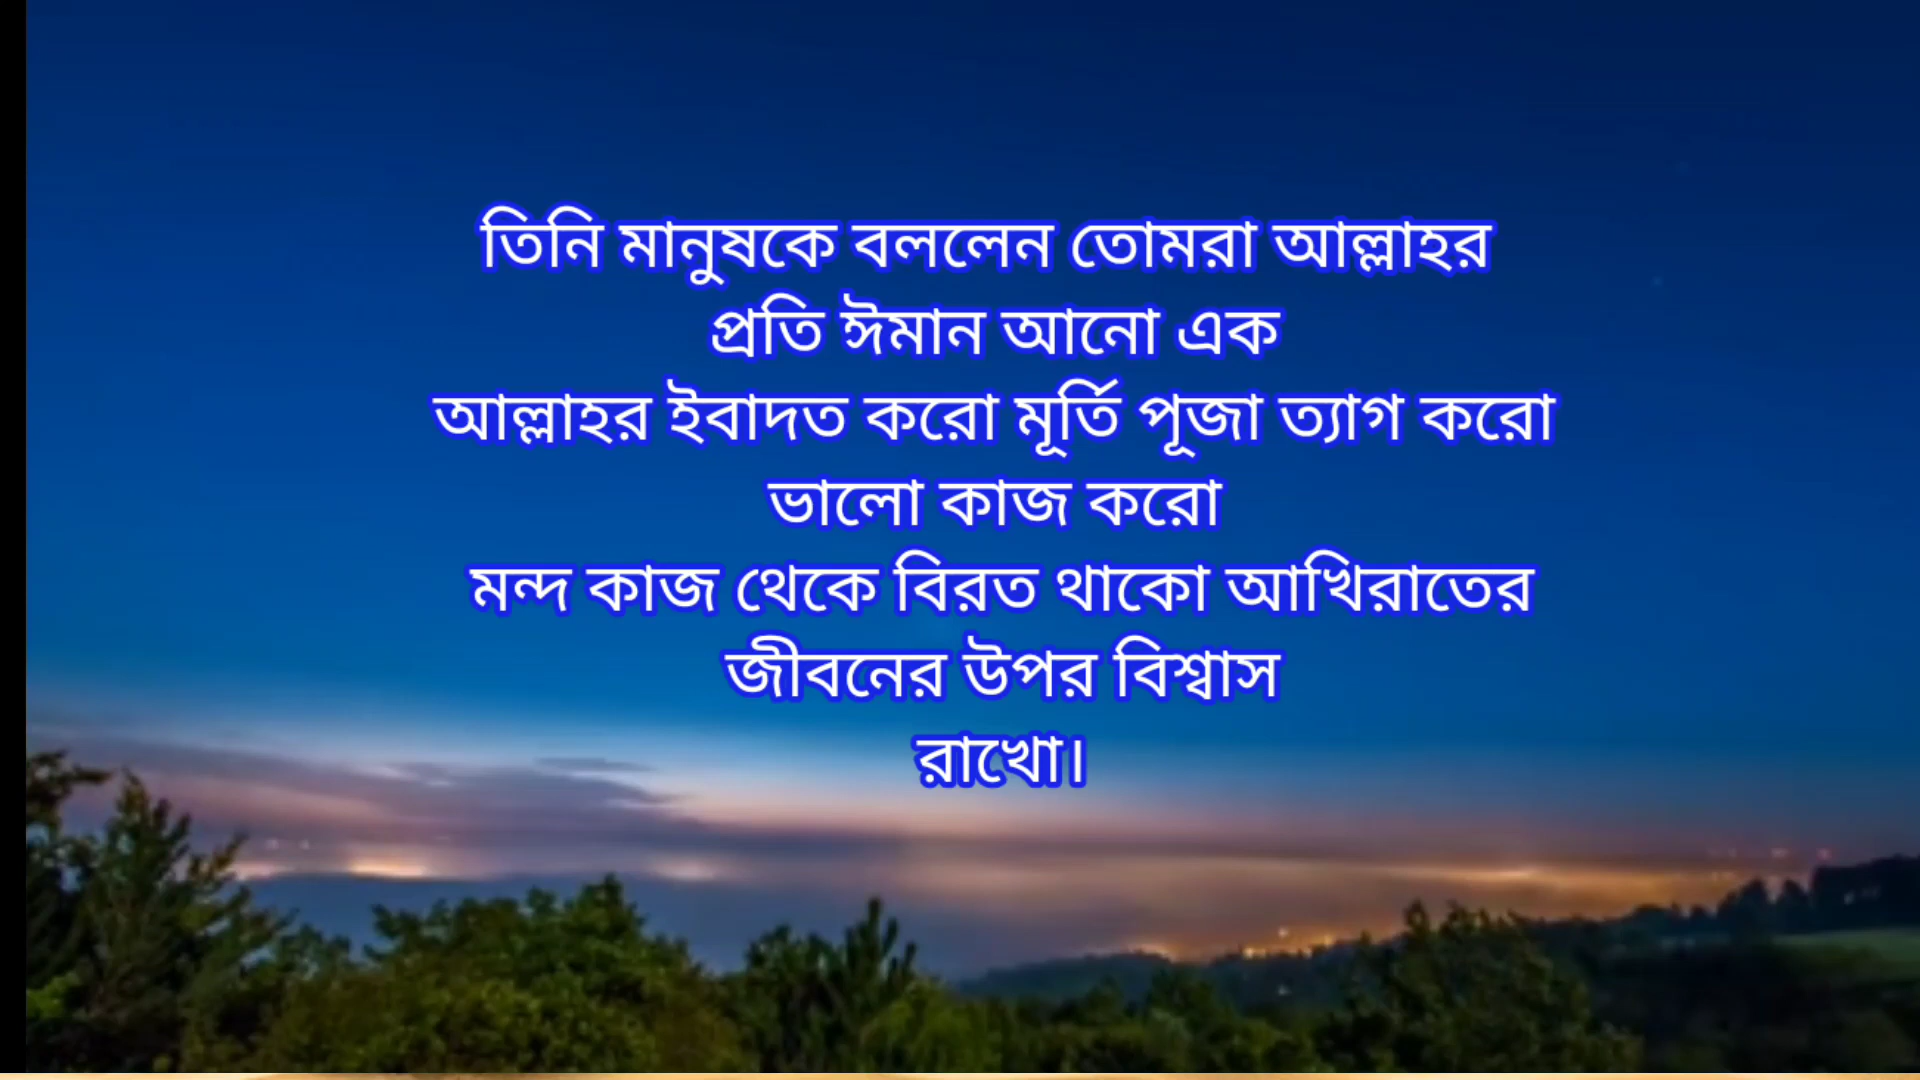 তিনি মানুষকে বললেন তোমরা আল্লাহর
প্রতি ঈমান আনো এক
আল্লাহর ইবাদত করো মূর্তি পূজা ত্যাগ করো
ভালো কাজ করো
মন্দ কাজ থেকে বিরত থাকো আখিরাতের
জীবনের উপর বিশ্বাস
রাখো।